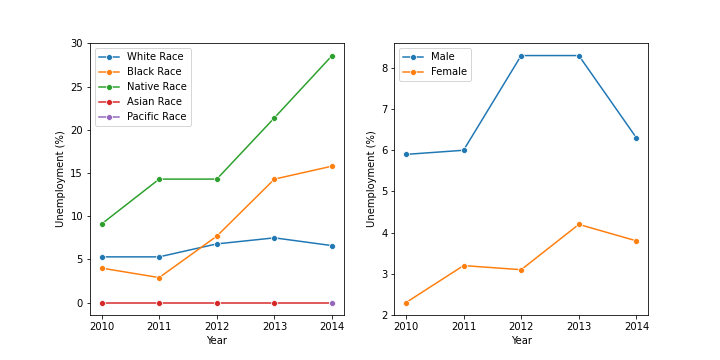 Unemployment (%)
30
25
20
15
10
5
0
White Race
Black Race
Native Race
Asian Race
Pacific Race
2010 2011 2012 2013 2014
Year
Unemployment (%)
8
7
6
5
4
3
2
Male
Female
2010 2011 2012 2013 2014
Year